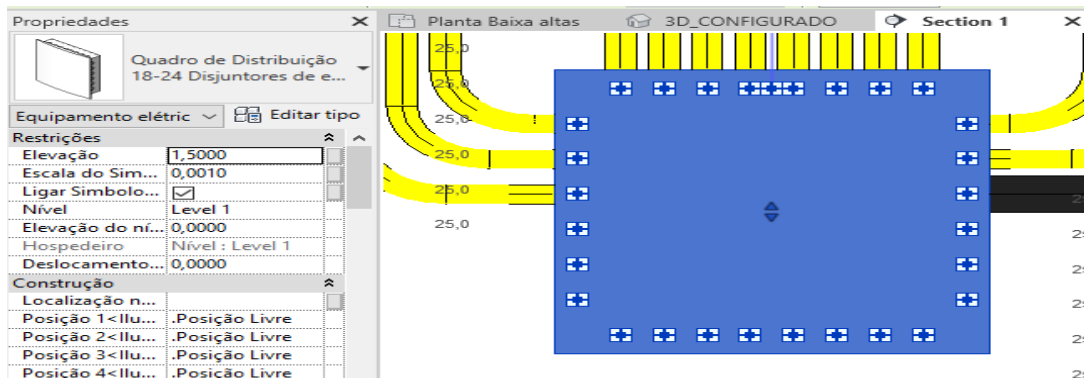 Propriedades
Quadro de Distribuição
18-24 Disjuntores de e...
Equipamento elétric
Editar tipo
Restrições
Elevação 1,5000
Escala do Sim... 0,0010
Ligar Simbolo...
Nível Level 1
Elevação do ní... 0,0000
Hospedeiro Nível : Level 1
Deslocamento... 0,0000
Construção
Localização n...
Posição 1<Ilu... .Posição Livre
Posição 2<Ilu... .Posição Livre
Posição 3<Ilu... .Posição Livre
Posição 4<Ilu... .Posição Livre
Planta Baixa altas
3D_CONFIGURADO
Section 1
25,0
25,0
25,0
25,0
25,0
25,0